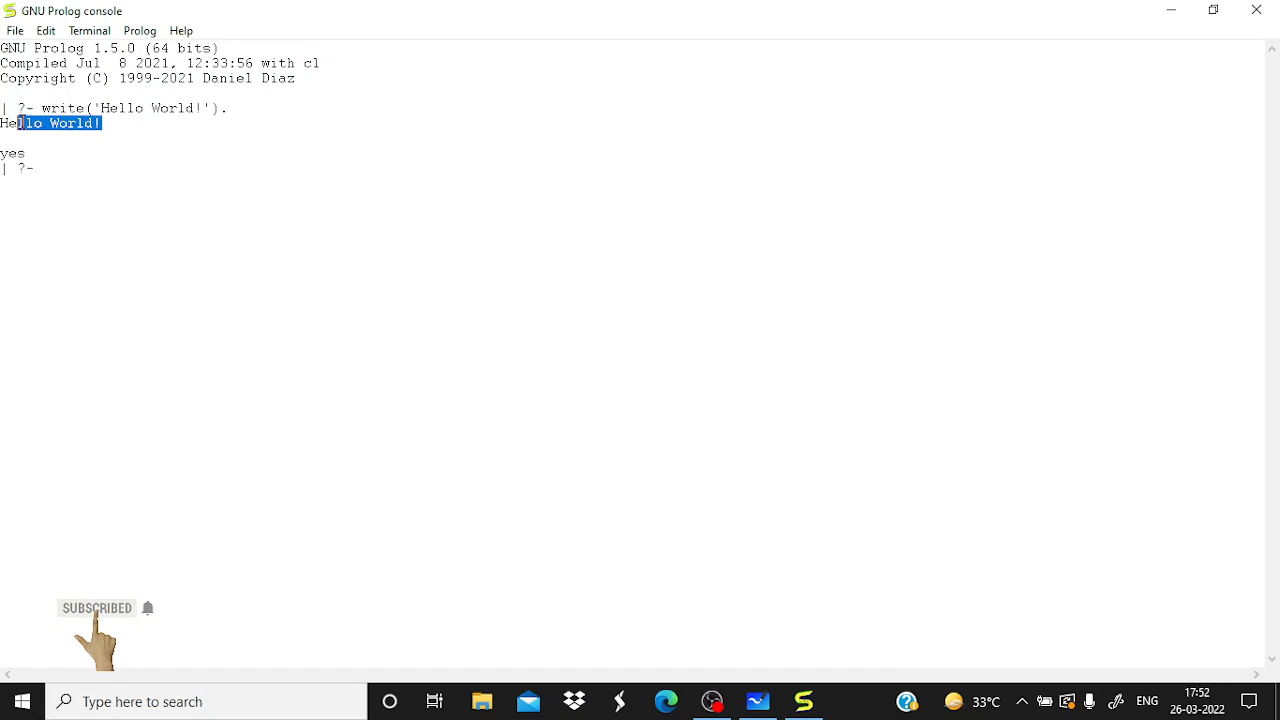 GNU Prolog console
File Edit Terminal Prolog Help
GNU Prolog 1.5.0 (64 bits)
Compiled Jul  8 2021, 12:33:56 with cl
Copyright (C) 1999-2021 Daniel Diaz
| ?- write('Hello World!').
Hello World!
yes
| ?-
SUBSCRIBED
Type here to search
33°C
ENG
17:52
26-03-2022